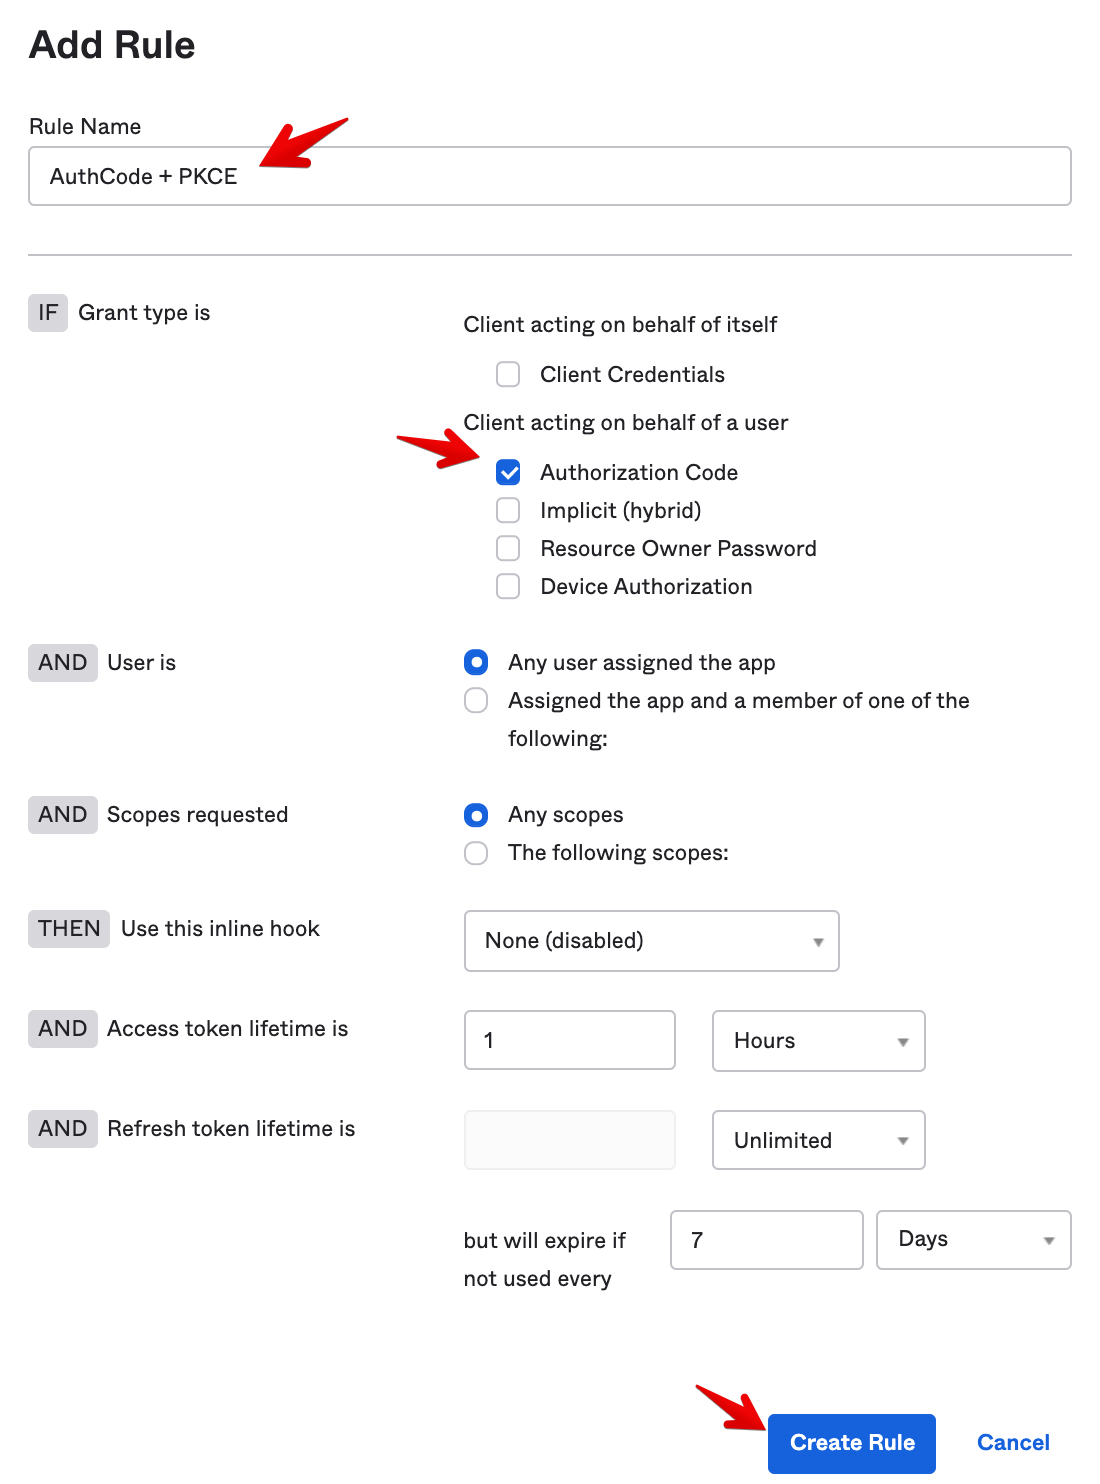 Add Rule
Rule Name
AuthCode + PKCE
IF Grant type is
Client acting on behalf of itself
Client Credentials
Client acting on behalf of a user
Authorization Code
Implicit (hybrid)
Resource Owner Password
Device Authorization
AND User is
Any user assigned the app
Assigned the app and a member of one of the
following:
AND Scopes requested
Any scopes
The following scopes:
THEN Use this inline hook
None (disabled)
AND Access token lifetime is
1 Hours
AND Refresh token lifetime is
Unlimited
but will expire if
not used every
7 Days
Create Rule Cancel